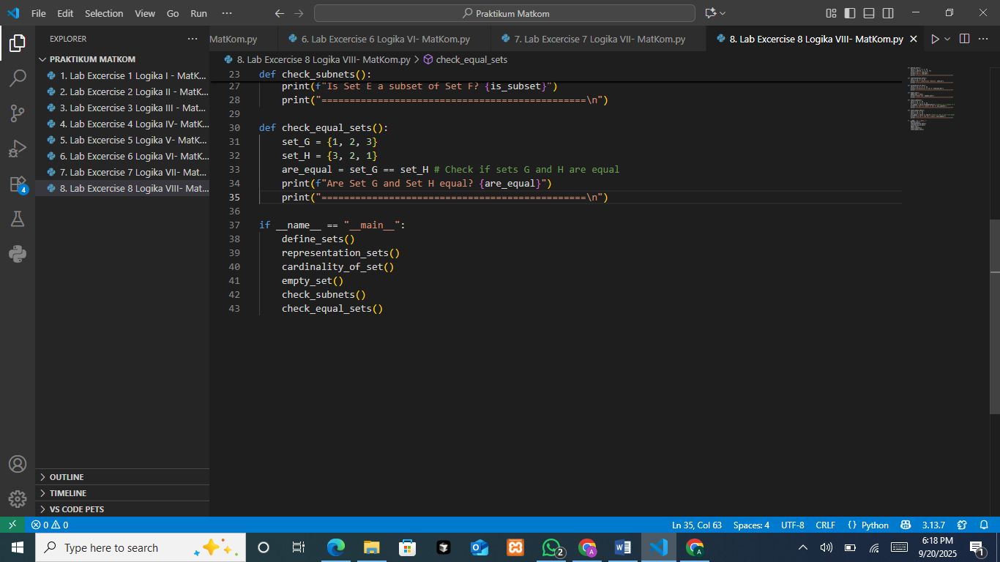 File Edit Selection View Go Run ··· Praktikum Matkom
EXPLORER ···
MatKom.py 6. Lab Excercise 6 Logika VI- MatKom.py 7. Lab Excercise 7 Logika VII- MatKom.py 8. Lab Excercise 8 Logika VIII- MatKom.py
PRAKTIKUM MATKOM
1. Lab Excercise 1 Logika I - MatK...
2. Lab Excercise 2 Logika II - MatK...
3. Lab Excercise 3 Logika III - Mat...
4. Lab Excercise 4 Logika IV- MatK...
5. Lab Excercise 5 Logika V- MatK...
6. Lab Excercise 6 Logika VI- MatK...
7. Lab Excercise 7 Logika VII- Mat...
8. Lab Excercise 8 Logika VIII- Mat...
4
OUTLINE
TIMELINE
VS CODE PETS
8. Lab Excercise 8 Logika VIII- MatKom.py > check_equal_sets
23 def check_subnets():
27 print(f"Is Set E a subset of Set F? {is_subset}")
28 print("===============================================\n")
29
30 def check_equal_sets():
31 set_G = {1, 2, 3}
32 set_H = {3, 2, 1}
33 are_equal = set_G == set_H # Check if sets G and H are equal
34 print(f"Are Set G and Set H equal? {are_equal}")
35 print("===============================================\n")
36
37 if __name__ == "__main__":
38 define_sets()
39 representation_sets()
40 cardinality_of_set()
41 empty_set()
42 check_subnets()
43 check_equal_sets()
0 0 Ln 35, Col 63 Spaces: 4 UTF-8 CRLF {} Python 3.13.7
Type here to search 2 A A 6:18 PM
9/20/2025 1